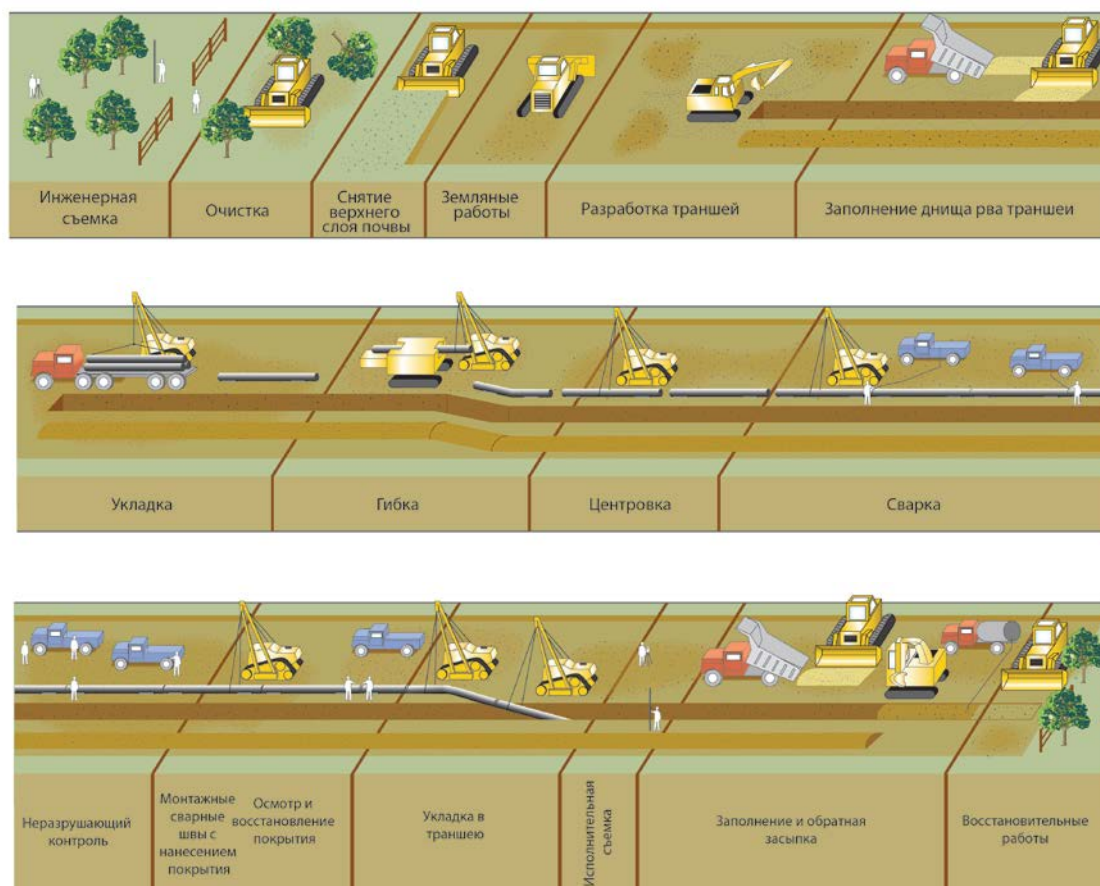 Инженерная
съемка
Очистка
Снятие
верхнего
слоя почвы
Земляные
работы
Разработка траншей
Заполнение днища рва траншеи
Укладка
Гибка
Центровка
Сварка
Неразрушающий
контроль
Монтажные
сварные
швы с
нанесением
покрытия
Осмотр и
восстановление
покрытия
Укладка в
траншею
Исполнительная
съемка
Заполнение и обратная
засыпка
Восстановительные
работы